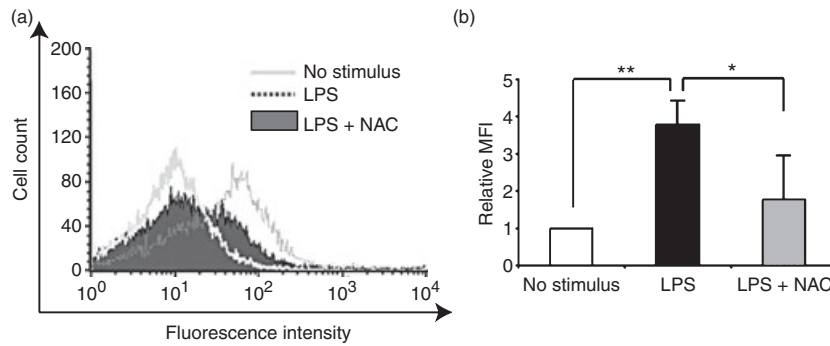 (a)
200
160
120
80
40
0
Cell count
No stimulus
LPS
LPS + NAC
10⁰ 10¹ 10² 10³ 10⁴
Fluorescence intensity
(b)
** *
5
4
3
2
1
0
Relative MFI
No stimulus LPS LPS + NAC